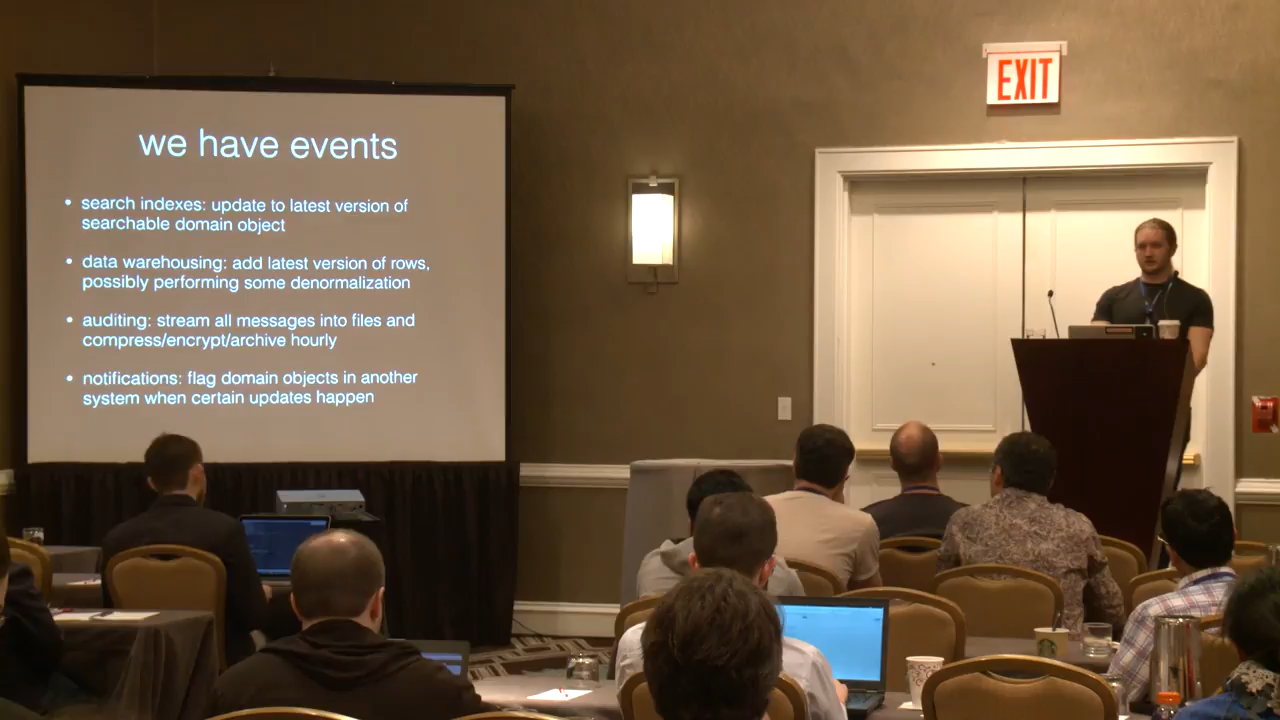 we have events
• search indexes: update to latest version of
searchable domain object
• data warehousing: add latest version of rows,
possibly performing some denormalization
• auditing: stream all messages into files and
compress/encrypt/archive hourly
• notifications: flag domain objects in another
system when certain updates happen
EXIT